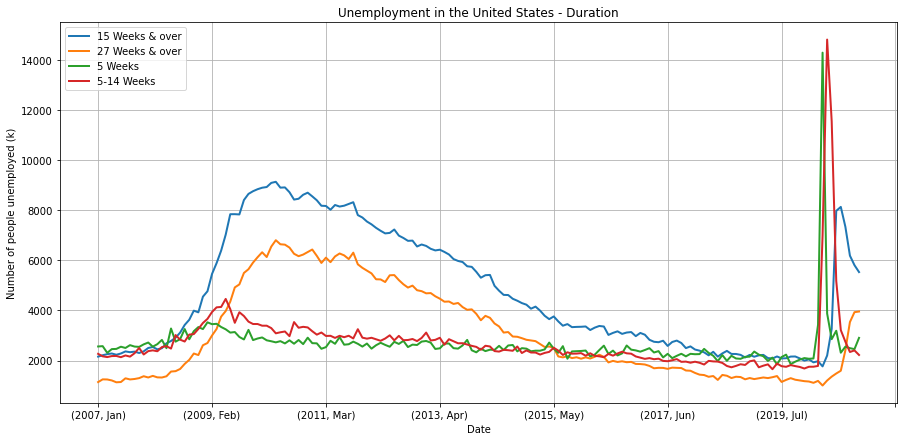 Unemployment in the United States - Duration
15 Weeks & over
27 Weeks & over
5 Weeks
5-14 Weeks
14000
12000
10000
8000
6000
4000
2000
Number of people unemployed (k)
(2007, Jan) (2009, Feb) (2011, Mar) (2013, Apr) (2015, May) (2017, Jun) (2019, Jul)
Date